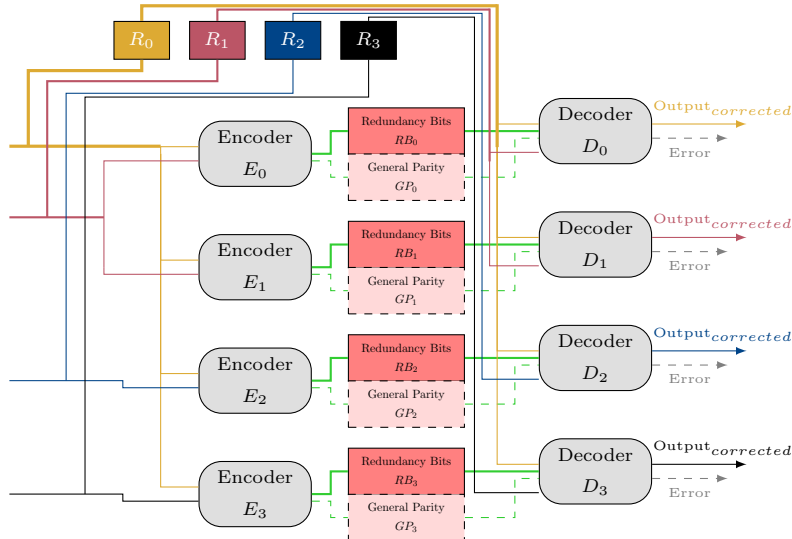 R0 R1 R2 R3
Encoder
E0
Redundancy Bits
RB0
General Parity
GP0
Decoder
D0
Outputcorrected
Error
Encoder
E1
Redundancy Bits
RB1
General Parity
GP1
Decoder
D1
Outputcorrected
Error
Encoder
E2
Redundancy Bits
RB2
General Parity
GP2
Decoder
D2
Outputcorrected
Error
Encoder
E3
Redundancy Bits
RB3
General Parity
GP3
Decoder
D3
Outputcorrected
Error